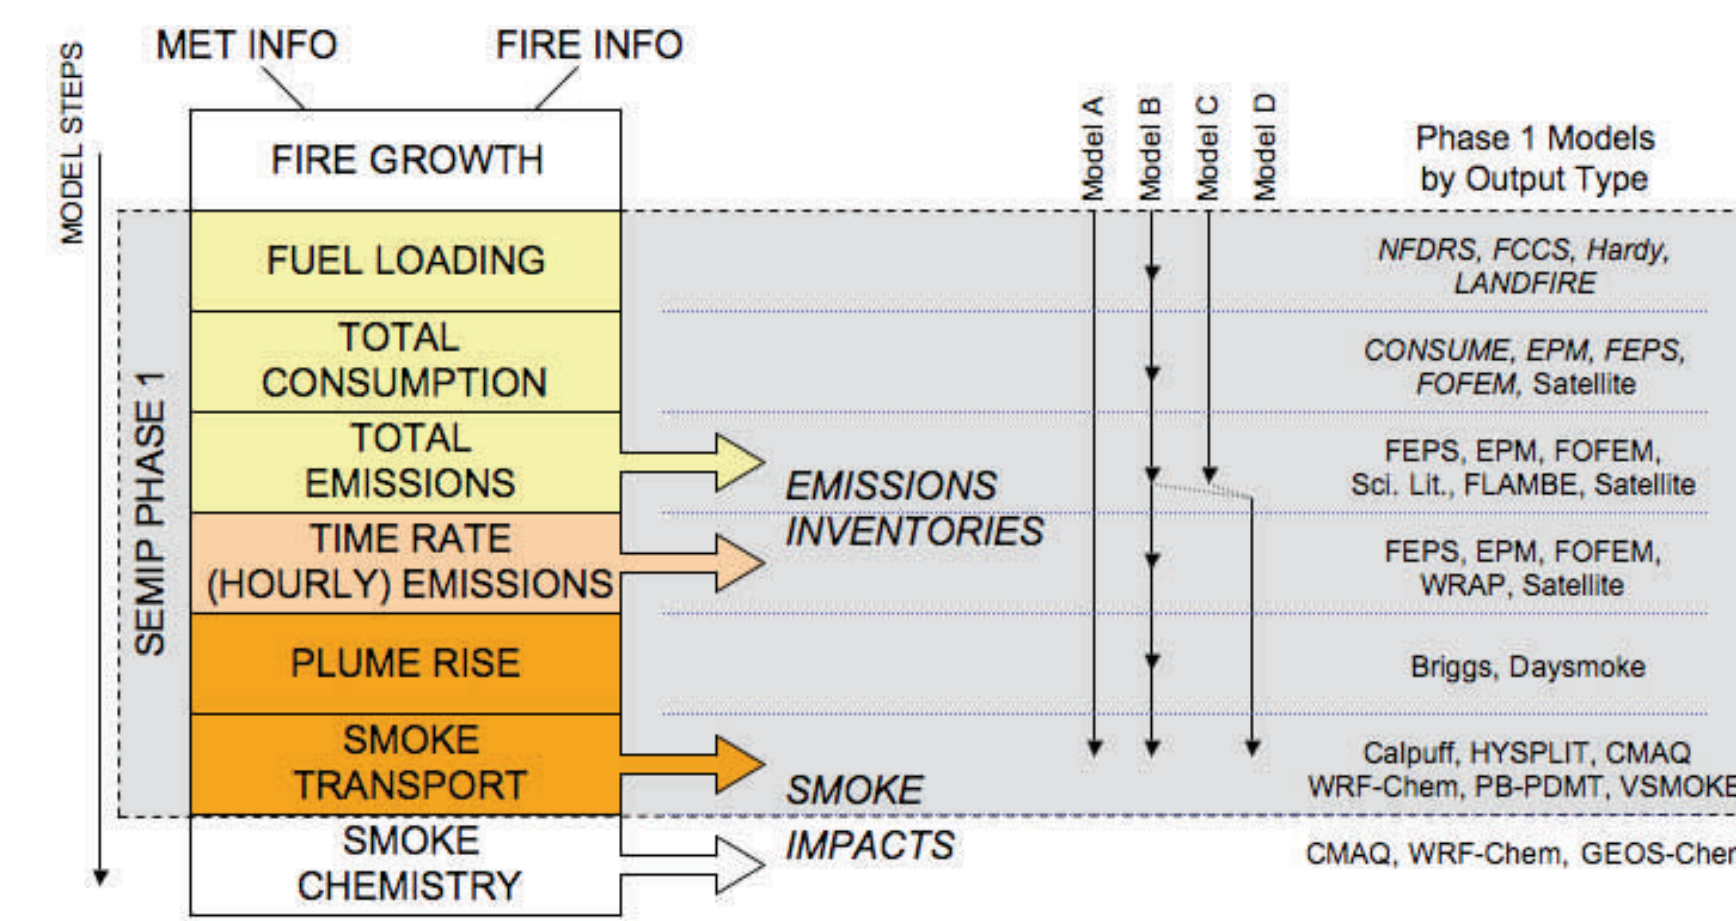 MET INFO
FIRE INFO
MODEL STEPS
FIRE GROWTH
Model A
Model B
Model C
Model D
Phase 1 Models
by Output Type
SEMIP PHASE 1
FUEL LOADING
NFDRS, FCCS, Hardy,
LANDFIRE
TOTAL
CONSUMPTION
CONSUME, EPM, FEPS,
FOFEM, Satellite
TOTAL
EMISSIONS
FEPS, EPM, FOFEM,
Sci. Lit., FLAMBE, Satellite
EMISSIONS
INVENTORIES
TIME RATE
(HOURLY) EMISSIONS
FEPS, EPM, FOFEM,
WRAP, Satellite
PLUME RISE
Briggs, Daysmoke
SMOKE
TRANSPORT
Calpuff, HYSPLIT, CMAQ
WRF-Chem, PB-PDMT, VSMOKE
SMOKE
IMPACTS
SMOKE
CHEMISTRY
CMAQ, WRF-Chem, GEOS-Chem